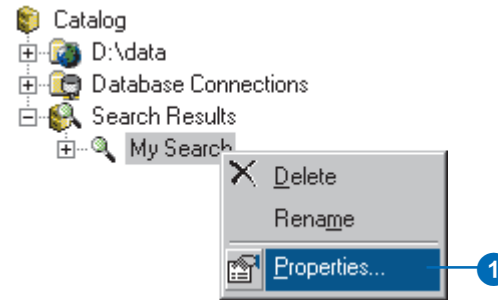 Catalog
D:\data
Database Connections
Search Results
My Search
Delete
Rename
Properties...
1